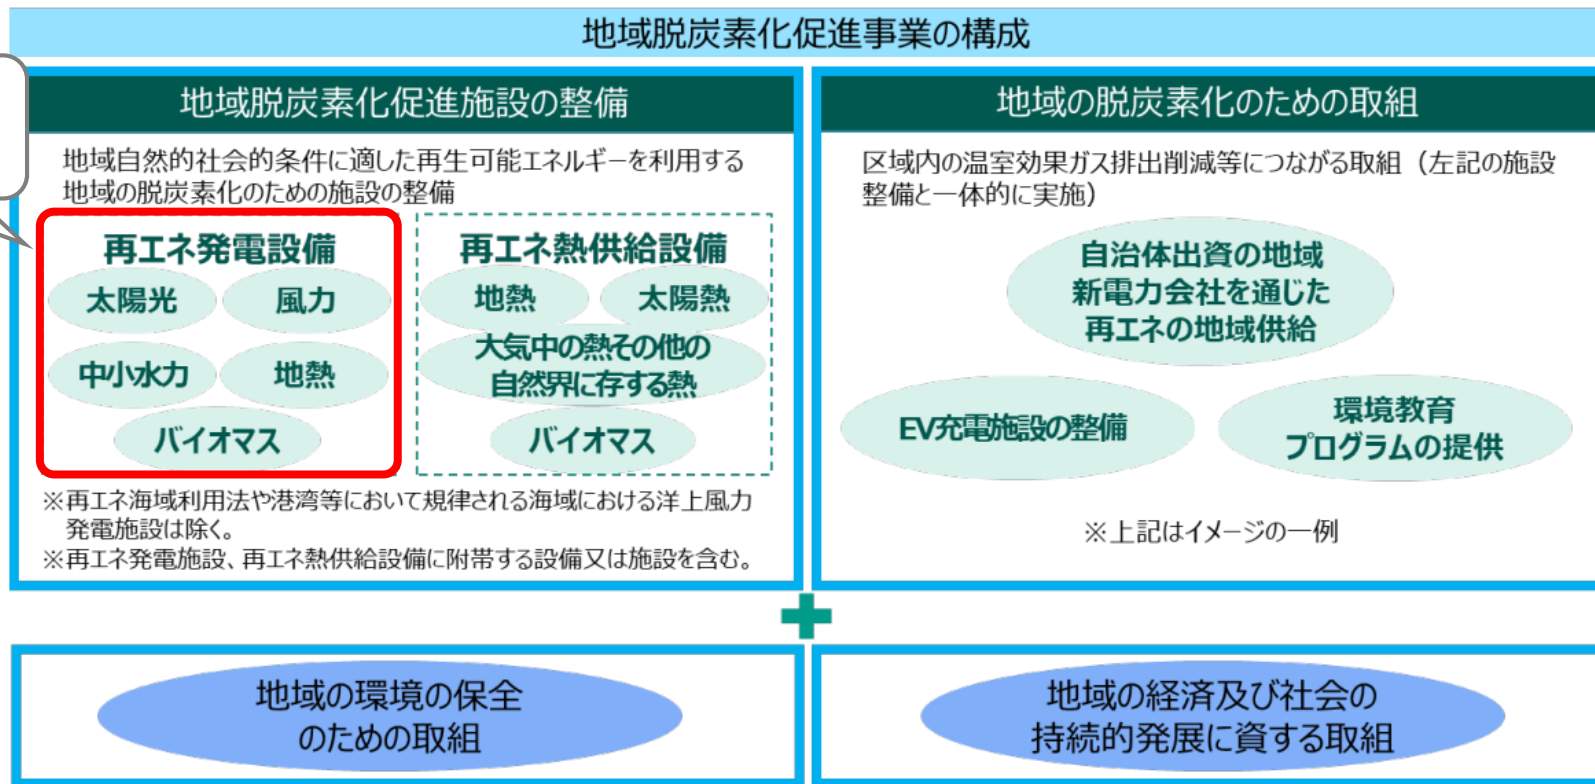 地域脱炭素化促進事業の構成
地域脱炭素化促進施設の整備
地域自然的社会的条件に適した再生可能エネルギーを利用する
地域の脱炭素化のための施設の整備
再エネ発電設備
太陽光
風力
中小水力
地熱
バイオマス
再エネ熱供給設備
地熱
太陽熱
大気中の熱その他の
自然界に存する熱
バイオマス
※再エネ海域利用法や港湾等において規律される海域における洋上風力
発電施設は除く。
※再エネ発電施設、再エネ熱供給設備に附帯する設備又は施設を含む。
地域の脱炭素化のための取組
区域内の温室効果ガス排出削減等につながる取組（左記の施設
整備と一体的に実施）
自治体出資の地域
新電力会社を通じた
再エネの地域供給
EV充電施設の整備
環境教育
プログラムの提供
※上記はイメージの一例
地域の環境の保全
のための取組
地域の経済及び社会の
持続的発展に資する取組